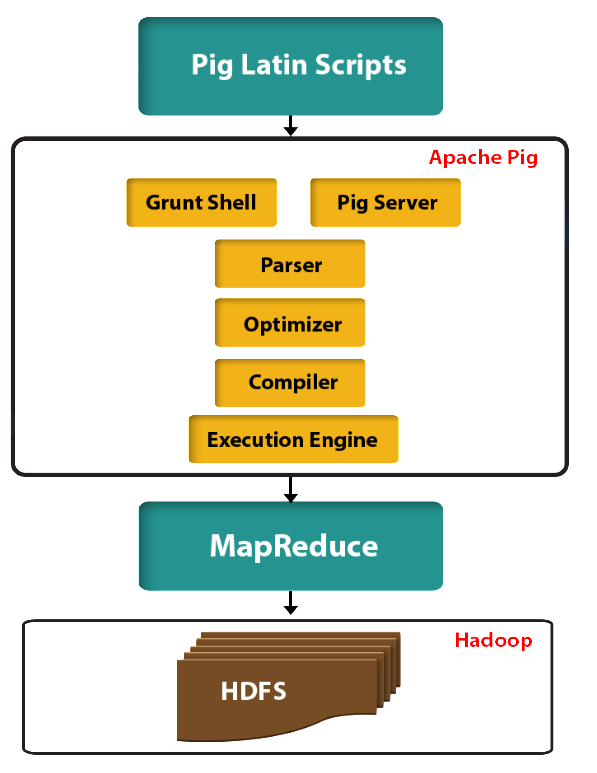 Pig Latin Scripts
Apache Pig
Grunt Shell
Pig Server
Parser
Optimizer
Compiler
Execution Engine
MapReduce
Hadoop
HDFS